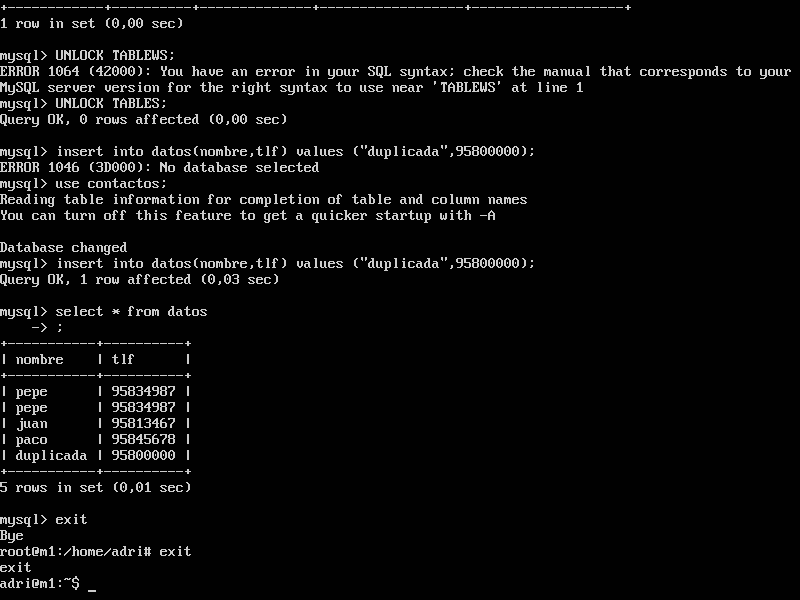 +------------+----------+--------------+------------------+-------------------+
1 row in set (0,00 sec)

mysql> UNLOCK TABLEWS;
ERROR 1064 (42000): You have an error in your SQL syntax; check the manual that corresponds to your
MySQL server version for the right syntax to use near 'TABLEWS' at line 1
mysql> UNLOCK TABLES;
Query OK, 0 rows affected (0,00 sec)

mysql> insert into datos(nombre,tlf) values ("duplicada",95800000);
ERROR 1046 (3D000): No database selected
mysql> use contactos;
Reading table information for completion of table and column names
You can turn off this feature to get a quicker startup with -A

Database changed
mysql> insert into datos(nombre,tlf) values ("duplicada",95800000);
Query OK, 1 row affected (0,03 sec)

mysql> select * from datos
    -> ;
+-----------+----------+
| nombre    | tlf      |
+-----------+----------+
| pepe      | 95834987 |
| pepe      | 95834987 |
| juan      | 95813467 |
| paco      | 95845678 |
| duplicada | 95800000 |
+-----------+----------+
5 rows in set (0,01 sec)

mysql> exit
Bye
root@m1:/home/adri# exit
exit
adri@m1:~$ _